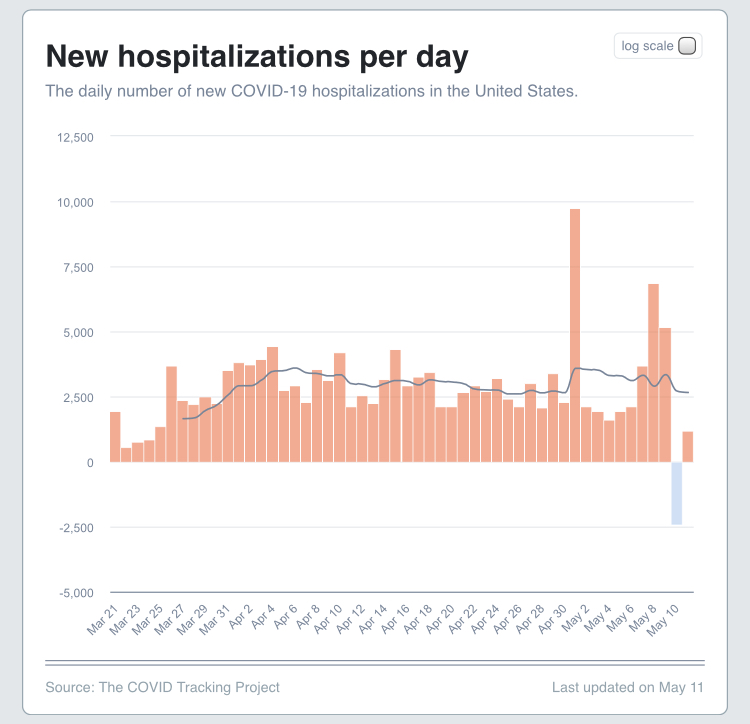 New hospitalizations per day
log scale
The daily number of new COVID-19 hospitalizations in the United States.
12,500
10,000
7,500
5,000
2,500
0
-2,500
-5,000
Mar 21
Mar 23
Mar 25
Mar 27
Mar 29
Mar 31
Apr 2
Apr 4
Apr 6
Apr 8
Apr 10
Apr 12
Apr 14
Apr 16
Apr 18
Apr 20
Apr 22
Apr 24
Apr 26
Apr 28
Apr 30
May 2
May 4
May 6
May 8
May 10
Source: The COVID Tracking Project
Last updated on May 11